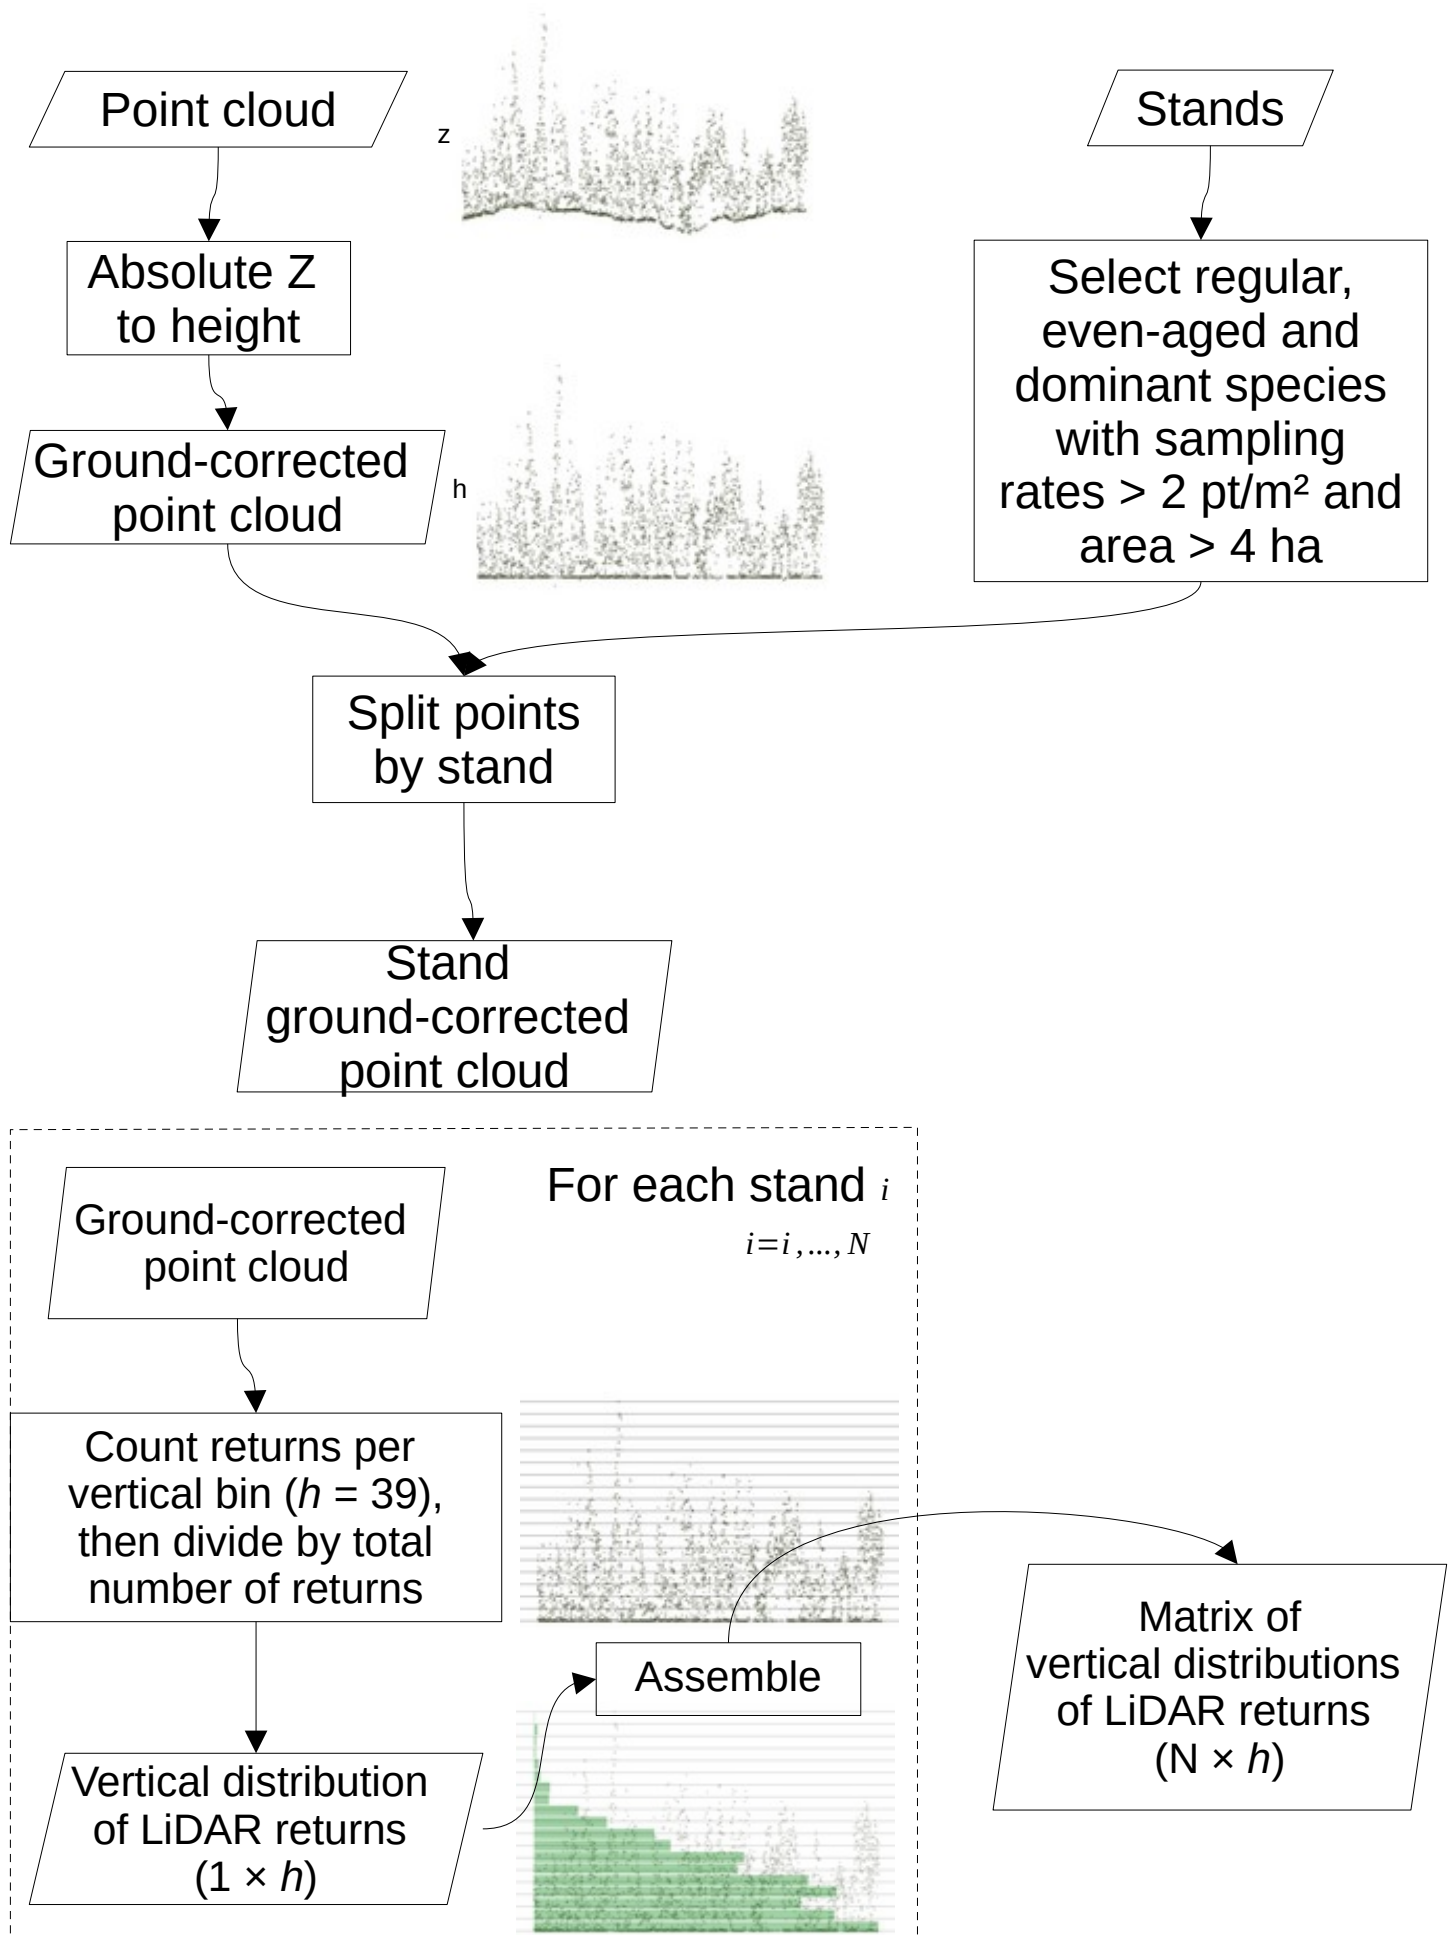 Point cloud
z
Stands
Absolute Z
to height
Select regular,
even-aged and
dominant species
with sampling
rates > 2 pt/m² and
area > 4 ha
Ground-corrected
point cloud
h
Split points
by stand
Stand
ground-corrected
point cloud
For each stand i
i=i,...,N
Ground-corrected
point cloud
Count returns per
vertical bin (h = 39),
then divide by total
number of returns
Assemble
Matrix of
vertical distributions
of LiDAR returns
(N × h)
Vertical distribution
of LiDAR returns
(1 × h)